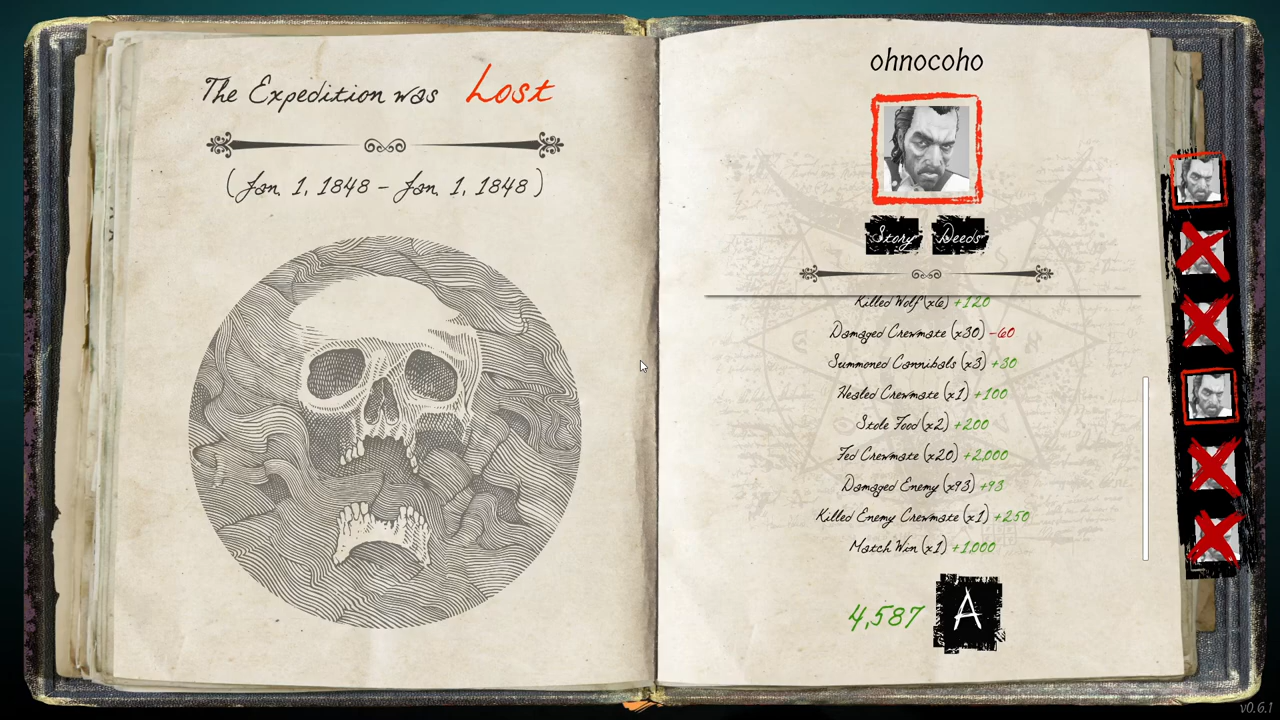 The Expedition was Lost
(Jan 1, 1848 - Jan 1, 1848)
ohnocoho
Story Deeds
Killed Wolf (x6) +120
Damaged Crewmate (x30) -60
Summoned Cannibals (x3) +30
Healed Crewmate (x1) +100
Stole Food (x2) +200
Fed Crewmate (x20) +2,000
Damaged Enemy (x93) +93
Killed Enemy Crewmate (x1) +250
Match Win (x1) +1,000
4,587 A
v0.6.1